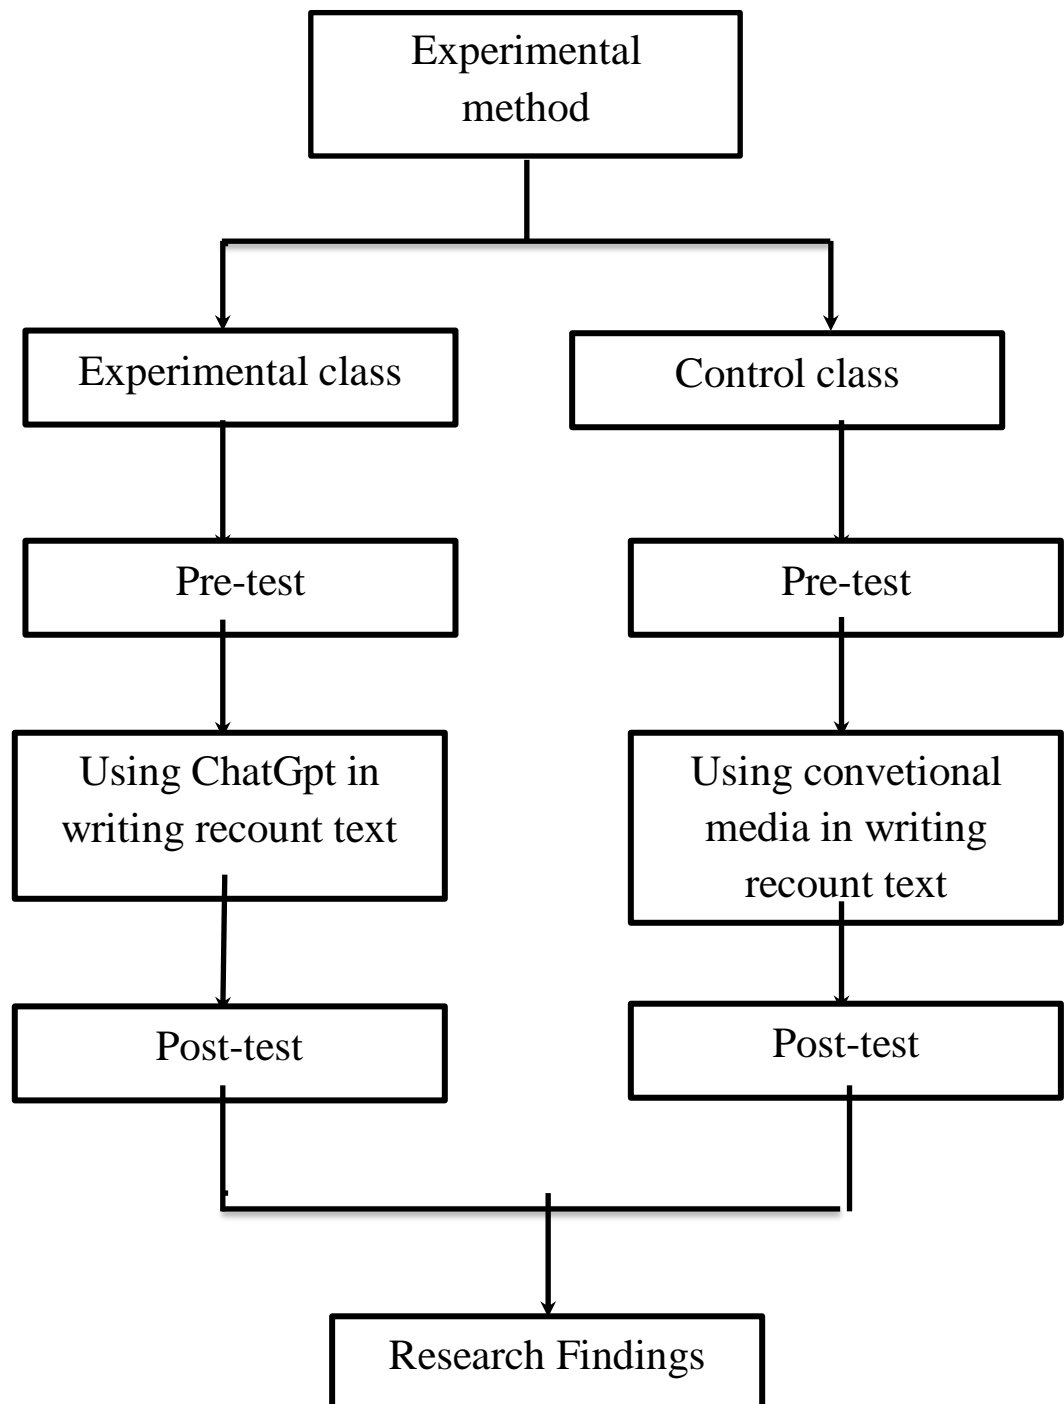 Experimental
method
Experimental class
Control class
Pre-test
Pre-test
Using ChatGpt in
writing recount text
Using convetional
media in writing
recount text
Post-test
Post-test
Research Findings